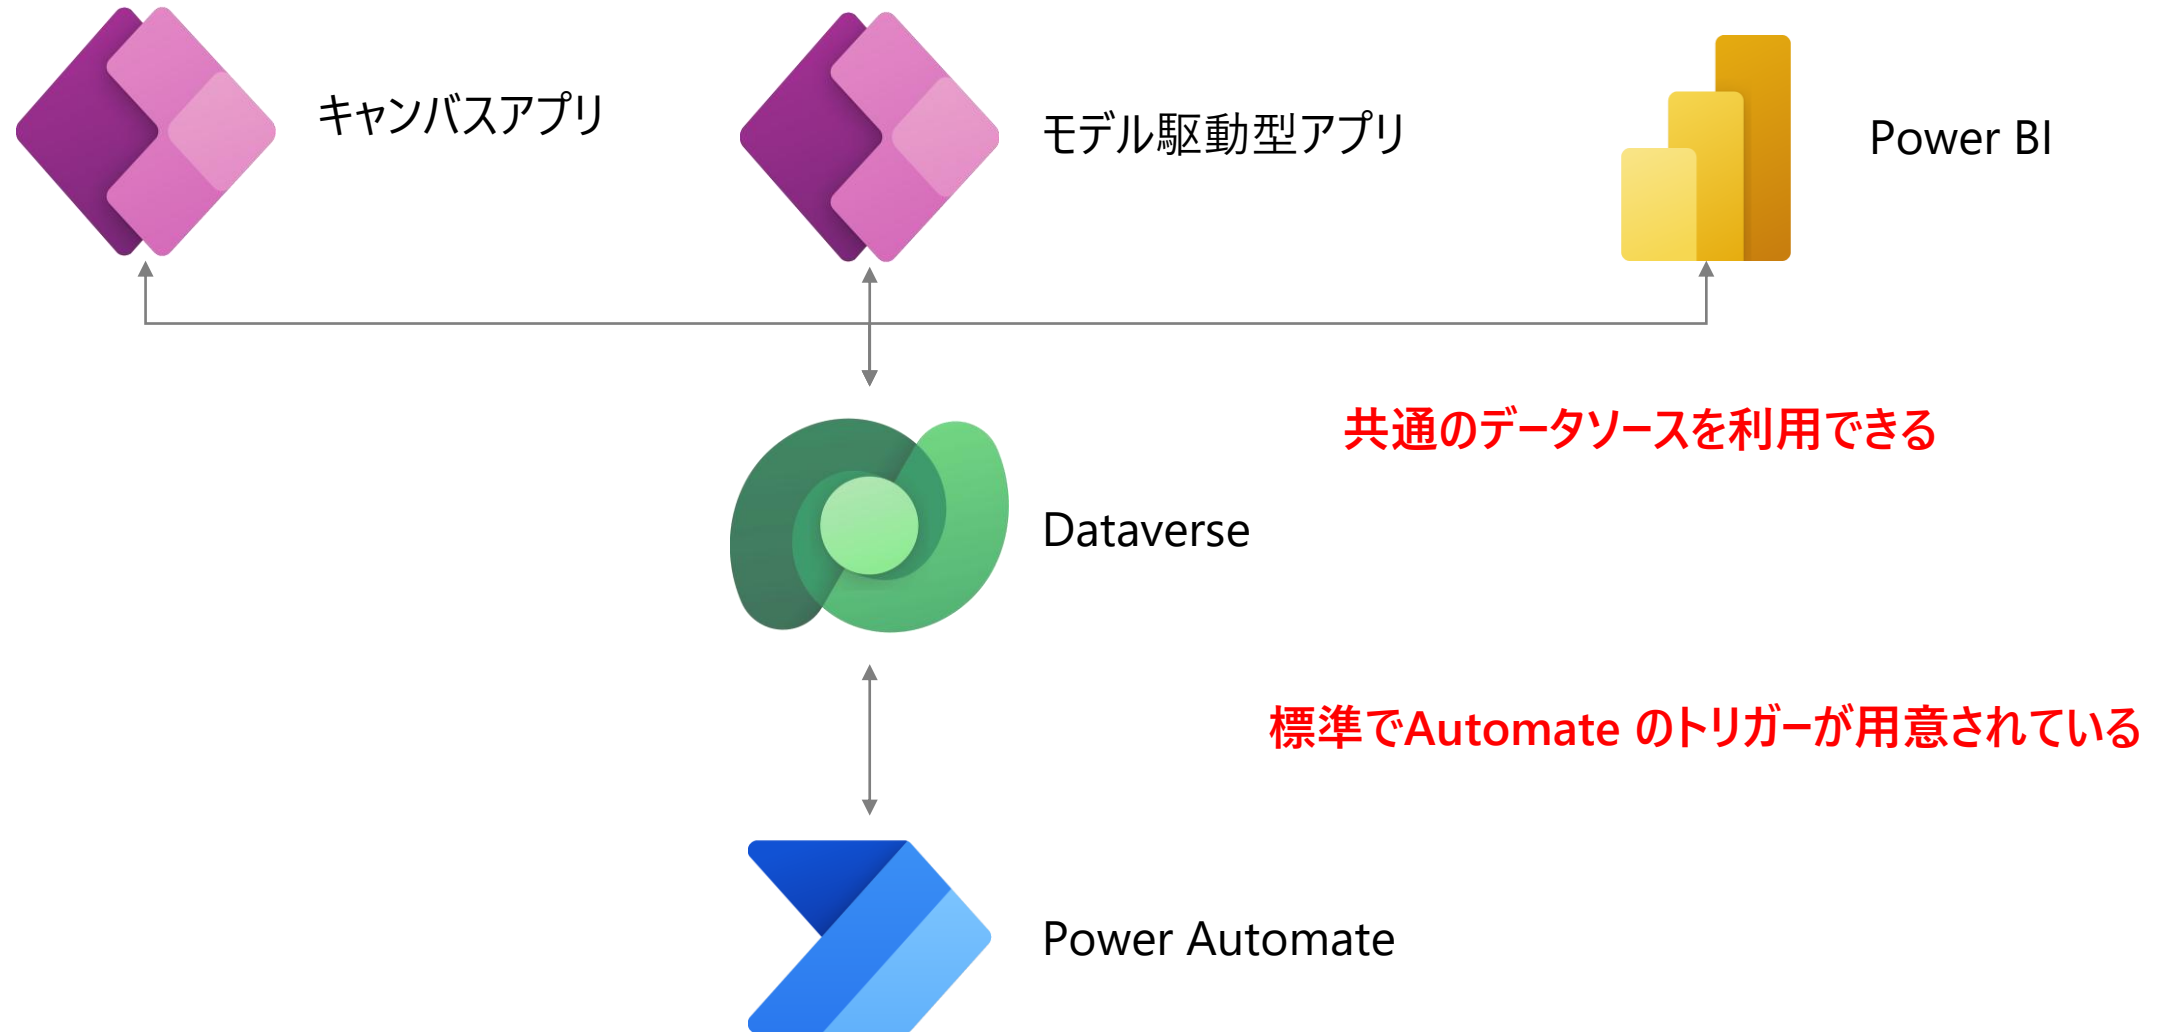 キャンバスアプリ
モデル駆動型アプリ
Power BI
共通のデータソースを利用できる
Dataverse
標準でAutomate のトリガーが用意されている
Power Automate